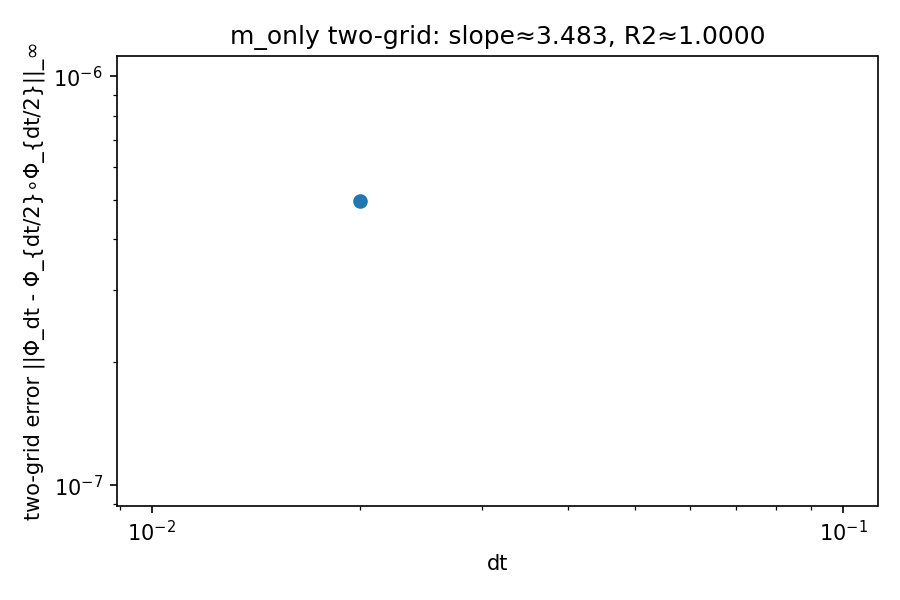 m_only two-grid: slope≈3.483, R2≈1.0000
two-grid error ||Φ_dt - Φ_{dt/2}∘Φ_{dt/2}||_∞
10⁻⁶
10⁻⁷
10⁻²
10⁻¹
dt